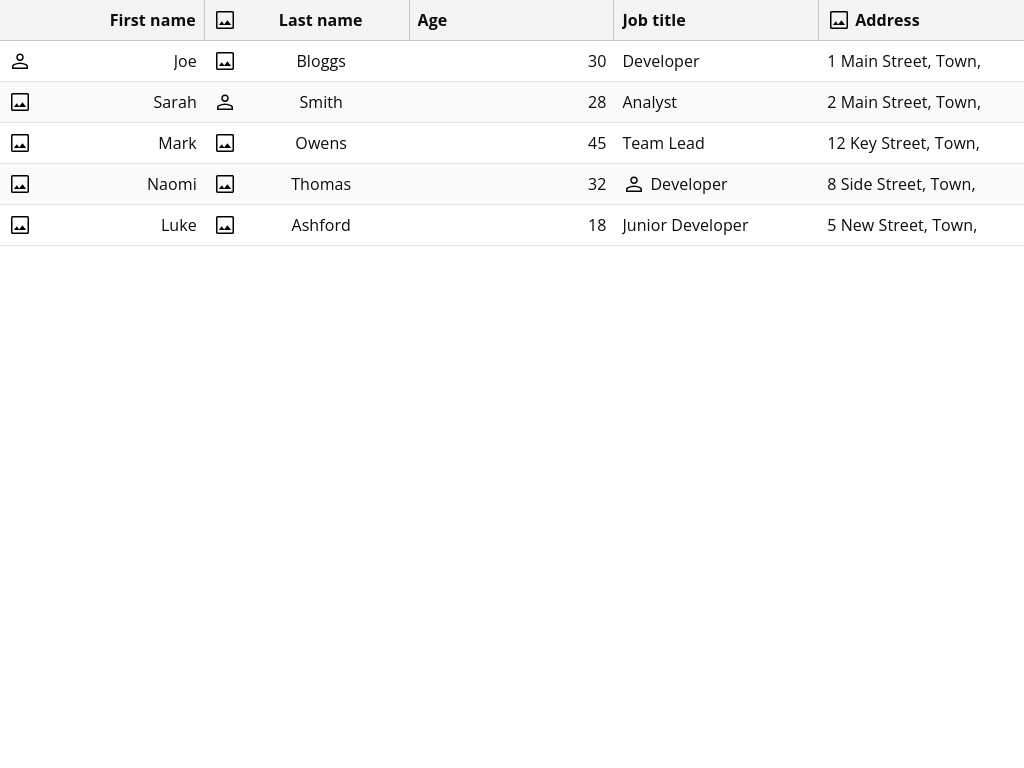 First name Last name Age Job title Address
Joe Bloggs 30 Developer 1 Main Street, Town,
Sarah Smith 28 Analyst 2 Main Street, Town,
Mark Owens 45 Team Lead 12 Key Street, Town,
Naomi Thomas 32 Developer 8 Side Street, Town,
Luke Ashford 18 Junior Developer 5 New Street, Town,